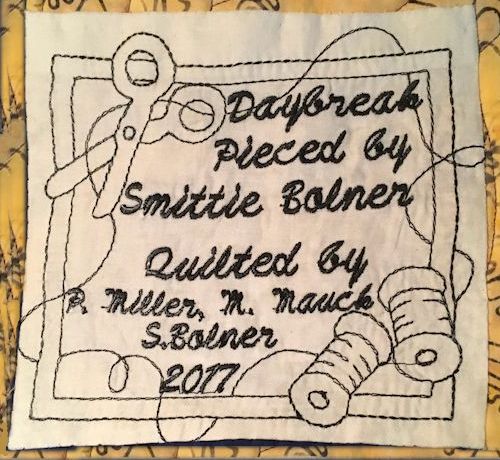 Daybreak
Pieced by
Smittie Bolner
Quilted by
P. Miller, M. Mauck
S.Bolner
2017